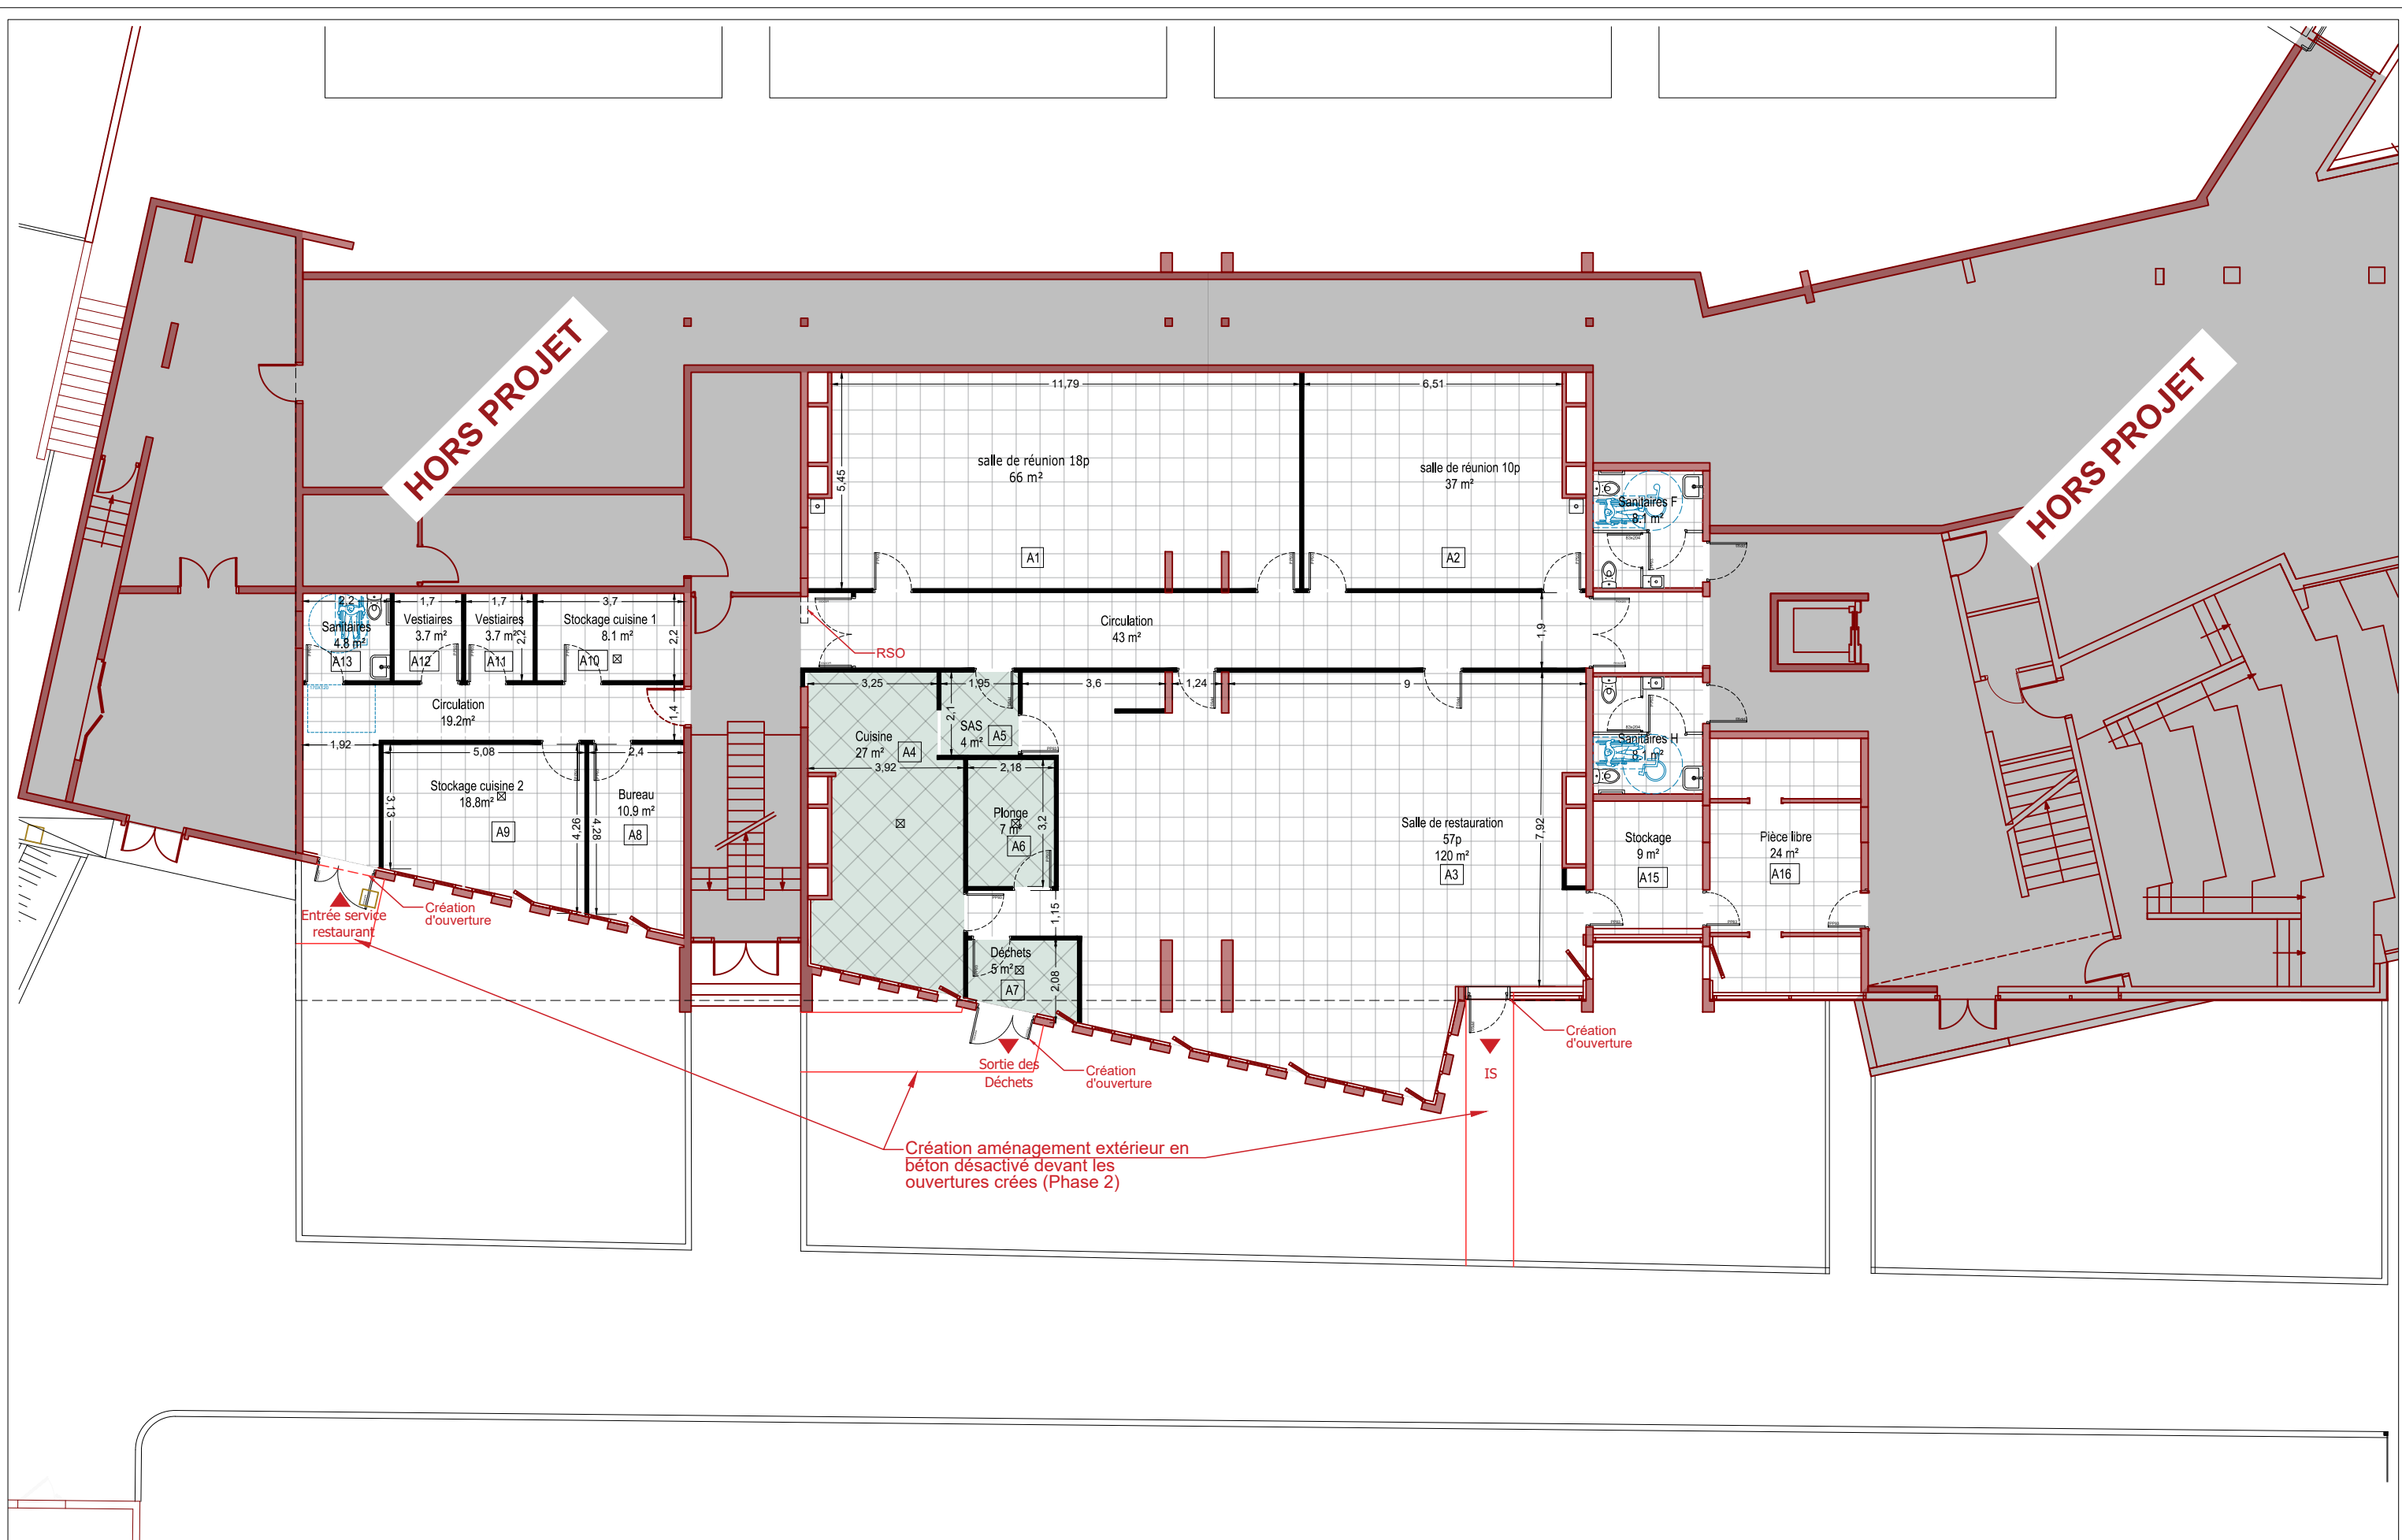 HORS PROJET
HORS PROJET
11,79
6,51
5,45
salle de réunion 18p
66 m²
A1
salle de réunion 10p
37 m²
A2
Sanitaires F
8.1 m²
2,2
Sanitaires
4.8 m²
A13
1,7
Vestiaires
3.7 m²
A12
1,7
Vestiaires
3.7 m²
2,2
A11
3,7
Stockage cuisine 1
8.1 m²
A10
2,2
Circulation
43 m²
1,9
RSO
Circulation
19.2m²
1,4
1,92
5,08
2,4
Stockage cuisine 2
18.8m²
A9
3,13
4,26
4,28
Bureau
10.9 m²
A8
3,25
1,95
3,6
1,24
9
2,1
SAS
4 m²
A5
Cuisine
27 m²
A4
3,92
2,18
Plonge
7 m²
A6
3,2
Salle de restauration
57p
120 m²
A3
7,92
Sanitaires H
8.1 m²
Stockage
9 m²
A15
Pièce libre
24 m²
A16
1,15
Déchets
5 m²
A7
2,08
Entrée service
restaurant
Création
d'ouverture
Sortie des
Déchets
Création
d'ouverture
IS
Création
d'ouverture
Création aménagement extérieur en
béton désactivé devant les
ouvertures crées (Phase 2)